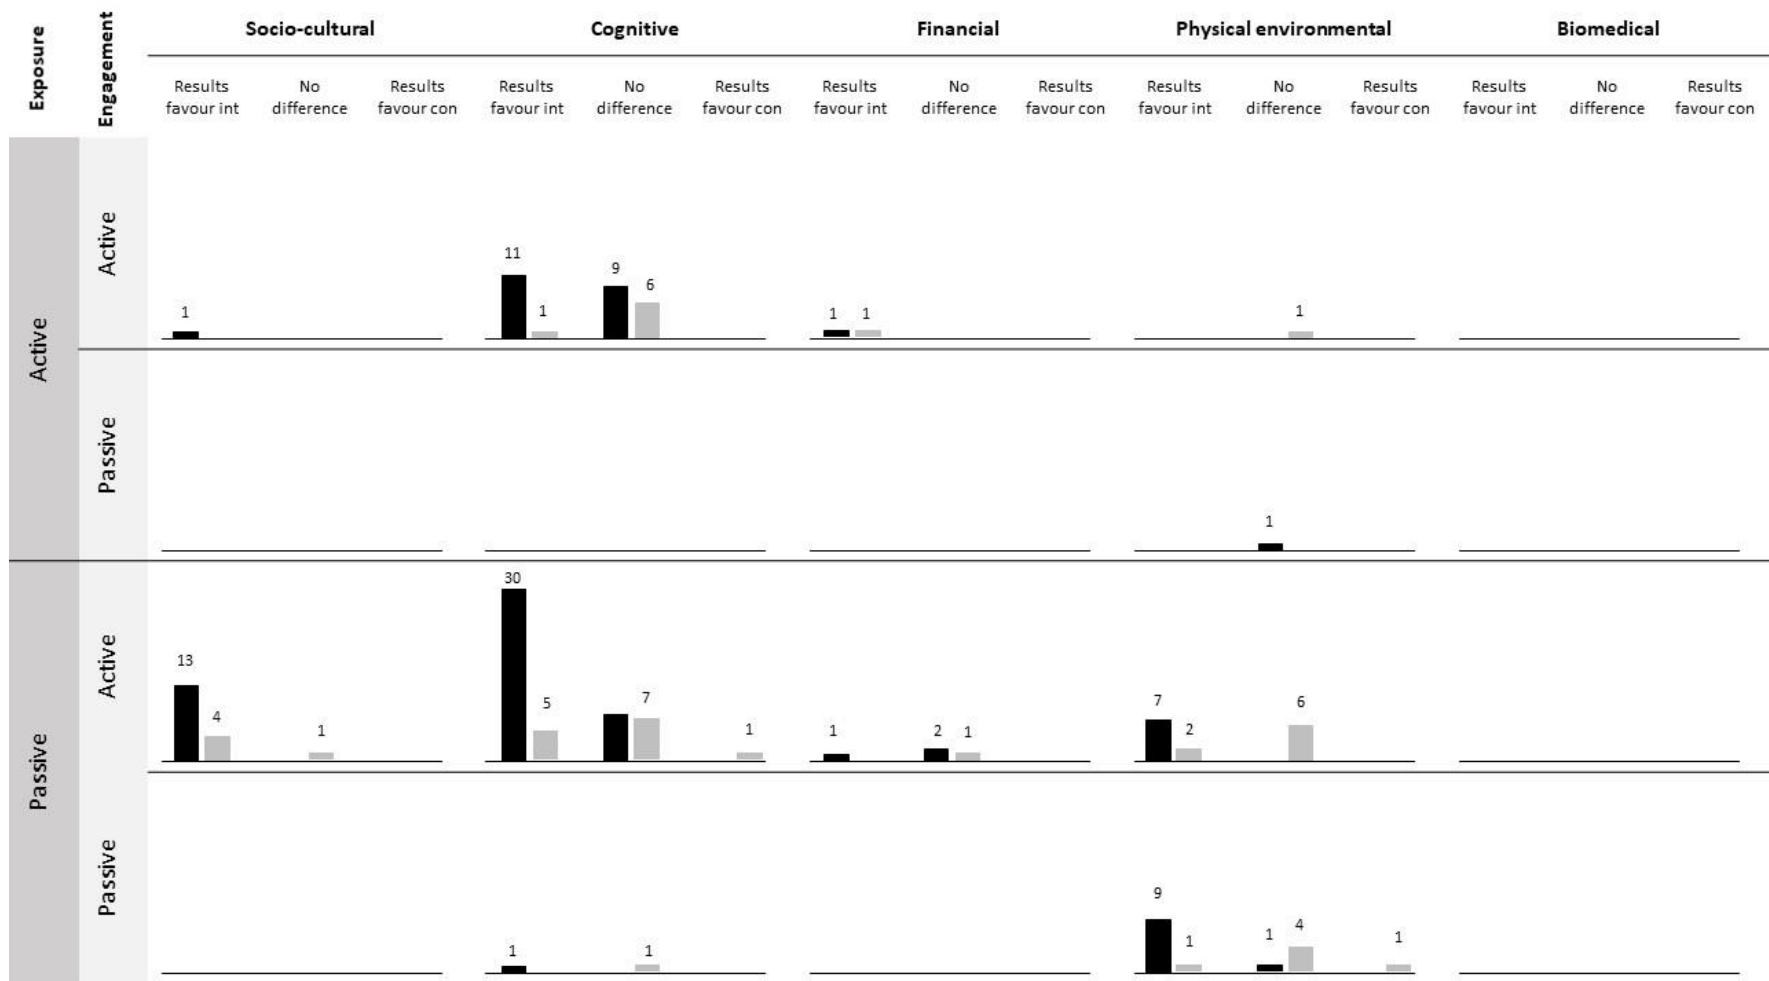 Exposure
Engagement
Socio-cultural Cognitive Financial Physical environmental Biomedical
Results favour int No difference Results favour con Results favour int No difference Results favour con Results favour int No difference Results favour con Results favour int No difference Results favour con Results favour int No difference Results favour con
Active
Active
1 11 1 9 6 1 1 1
Passive
1
Passive
Active
13 4 1 30 5 7 1 1 2 1 7 2 6
Passive
1 1 9 1 1 4 1